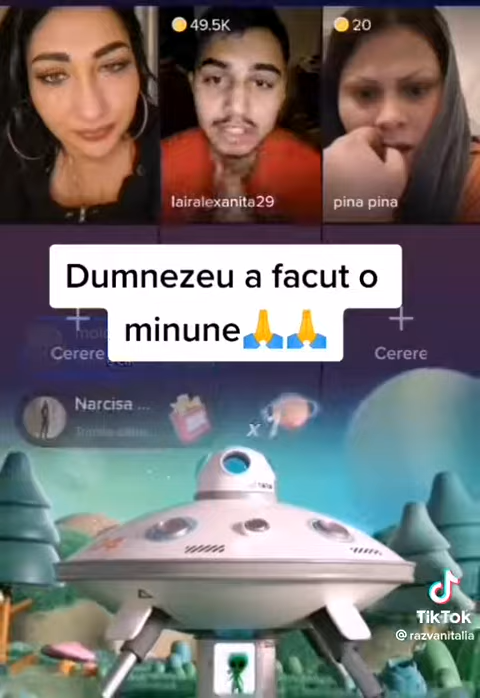 49.5K
20
lairalexanita29
pina pina
Dumnezeu a facut o
minune🙏🙏
Cerere
Cerere
Narcisa ...
x
TikTok
@razvanitalia